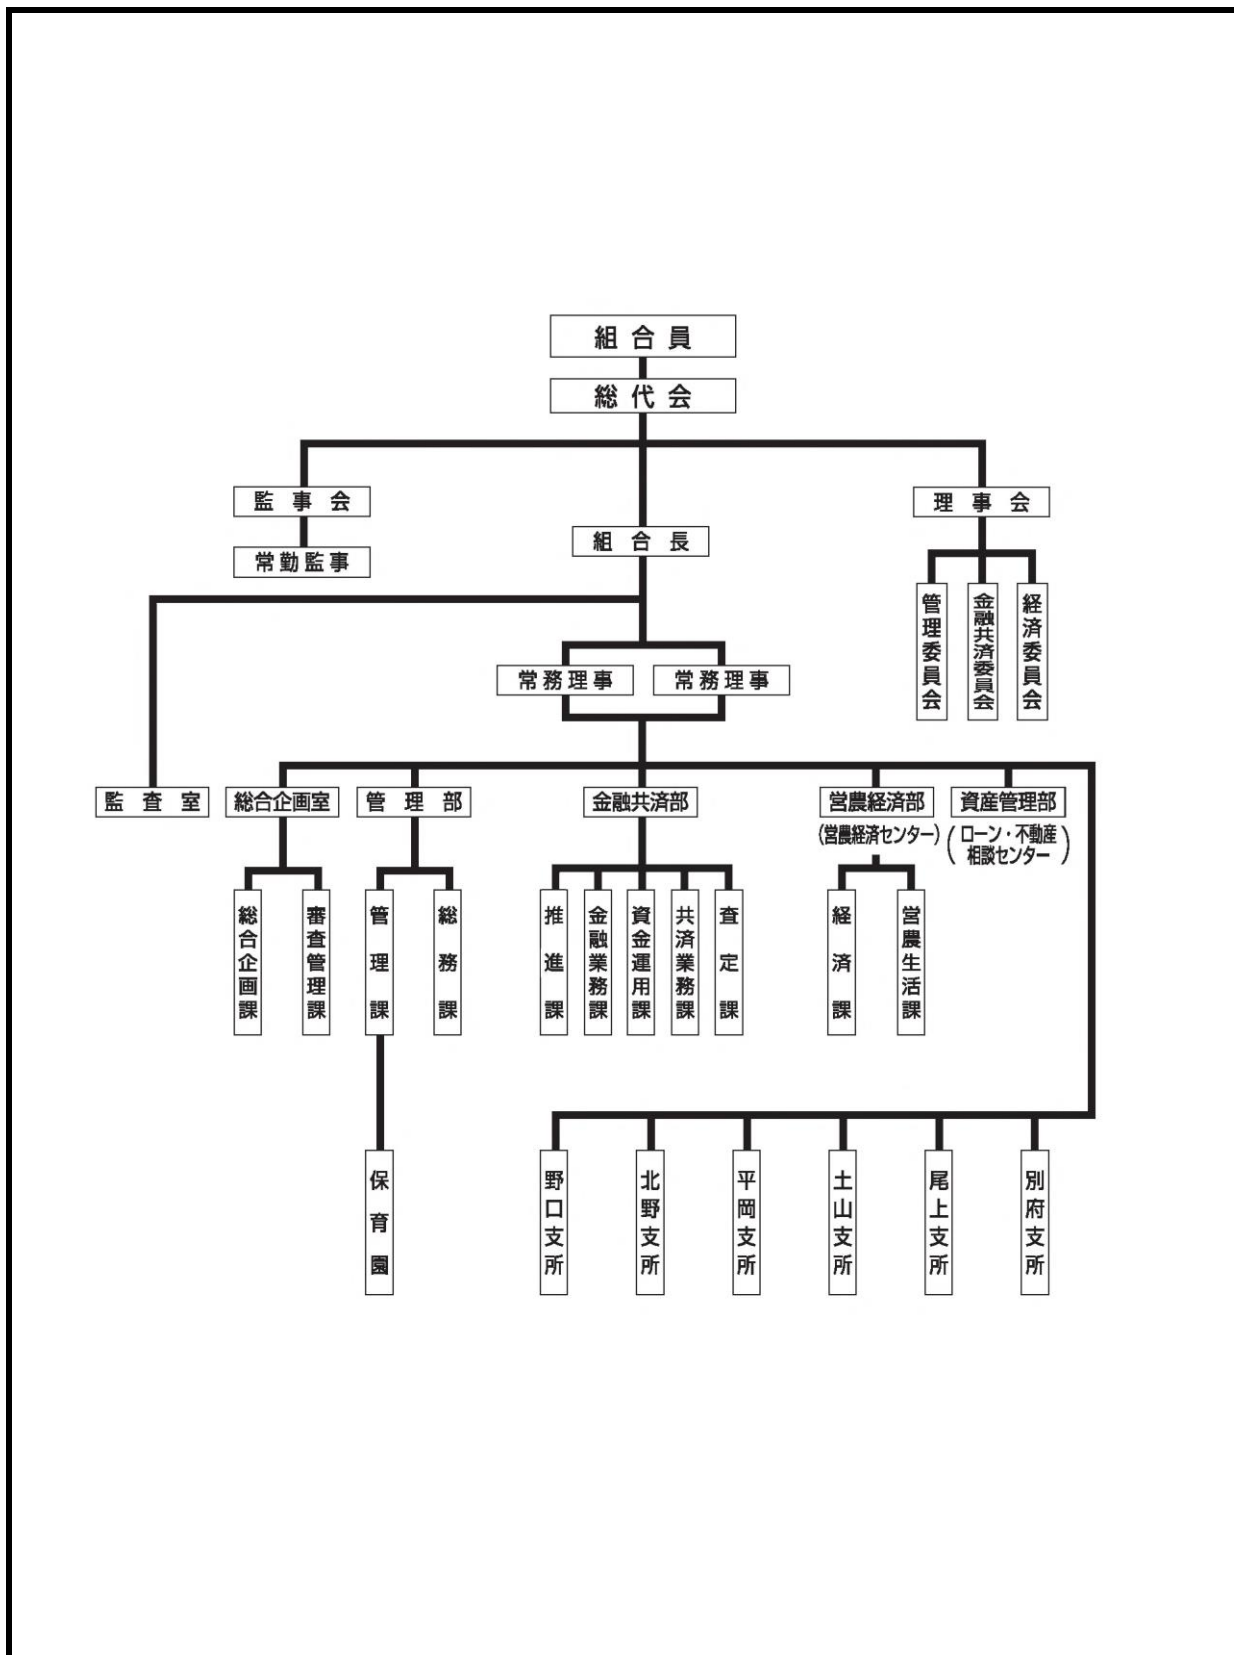 組合員
総代会
監事会
理事会
組合長
常勤監事
管理委員会
金融共済委員会
経済委員会
常務理事
常務理事
監査室
総合企画室
管理部
金融共済部
営農経済部
(営農経済センター)
資産管理部
(ローン・不動産
相談センター)
総合企画課
審査管理課
管理課
総務課
推進課
金融業務課
資金運用課
共済業務課
査定課
経済課
営農生活課
保育園
野口支所
北野支所
平岡支所
土山支所
尾上支所
別府支所